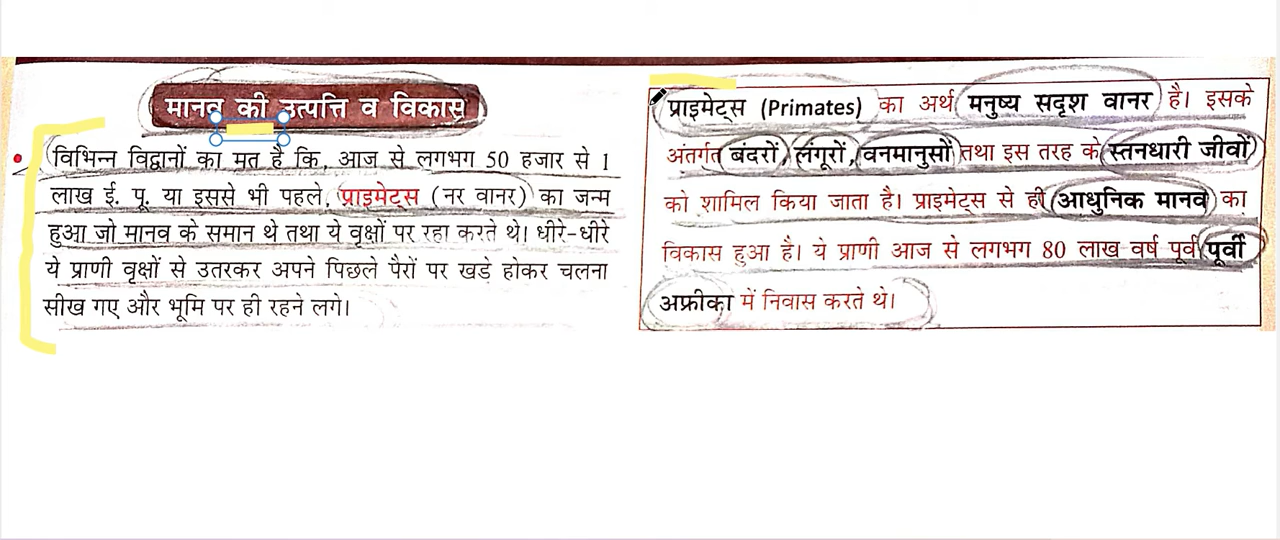 मानव की उत्पत्ति व विकास
विभिन्न विद्वानों का मत है कि, आज से लगभग 50 हजार से 1
लाख ई. पू. या इससे भी पहले, प्राइमेट्स (नर वानर) का जन्म
हुआ जो मानव के समान थे तथा ये वृक्षों पर रहा करते थे। धीरे-धीरे
ये प्राणी वृक्षों से उतरकर अपने पिछले पैरों पर खड़े होकर चलना
सीख गए और भूमि पर ही रहने लगे।
प्राइमेट्स (Primates) का अर्थ मनुष्य सदृश वानर है। इसके
अंतर्गत बंदरों, लंगूरों, वनमानुसों तथा इस तरह के स्तनधारी जीवों
को शामिल किया जाता है। प्राइमेट्स से ही आधुनिक मानव का
विकास हुआ है। ये प्राणी आज से लगभग 80 लाख वर्ष पूर्व पूर्वी
अफ्रीका में निवास करते थे।